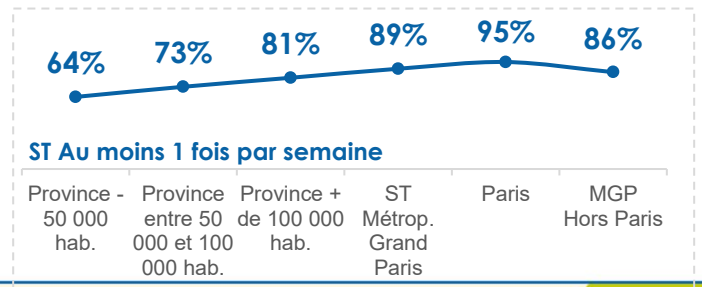 64% 73% 81% 89% 95% 86%
ST Au moins 1 fois par semaine
Province - 50 000 hab.
Province entre 50 000 et 100 000 hab.
Province + de 100 000 hab.
ST Métrop. Grand Paris
Paris
MGP Hors Paris